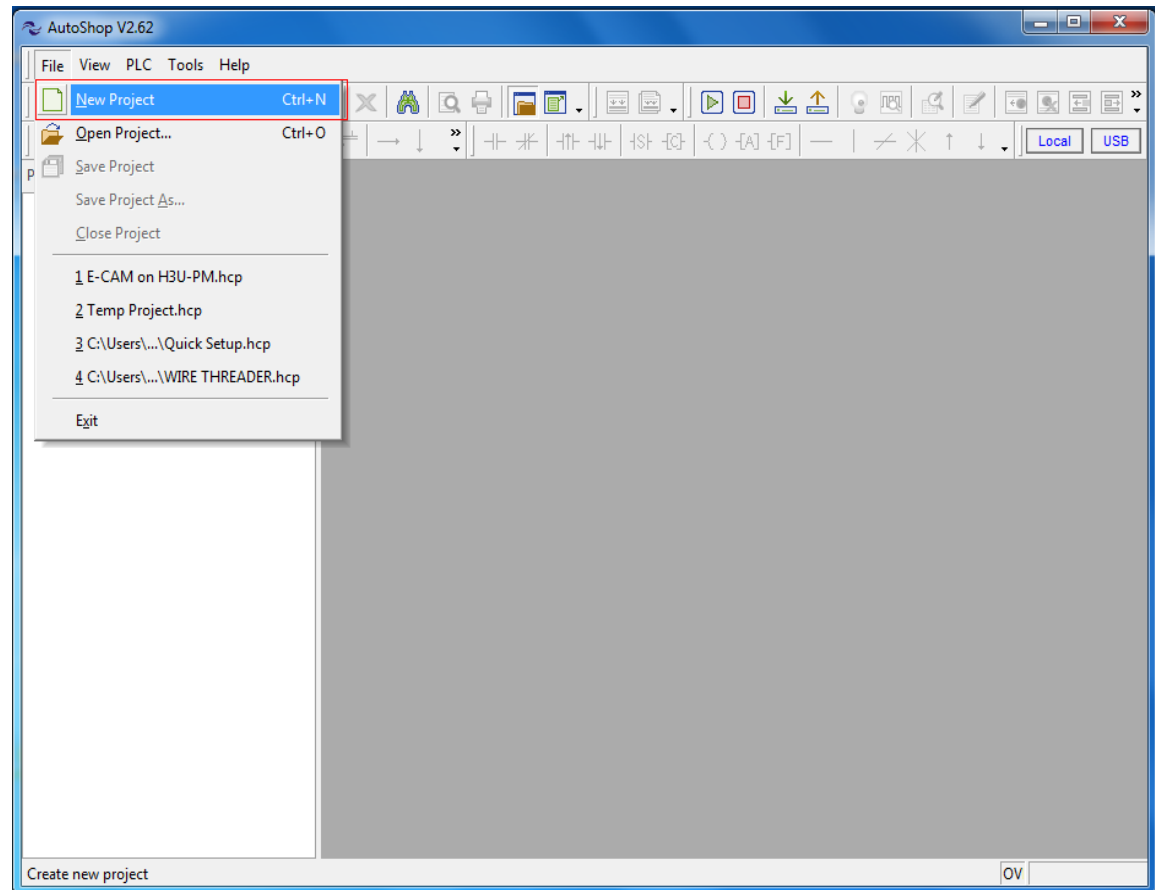 AutoShop V2.62
File View PLC Tools Help
New Project Ctrl+N
Open Project... Ctrl+O
Save Project
Save Project As...
Close Project
1 E-CAM on H3U-PM.hcp
2 Temp Project.hcp
3 C:\Users\...\Quick Setup.hcp
4 C:\Users\...\WIRE THREADER.hcp
Exit
Local USB
Create new project OV